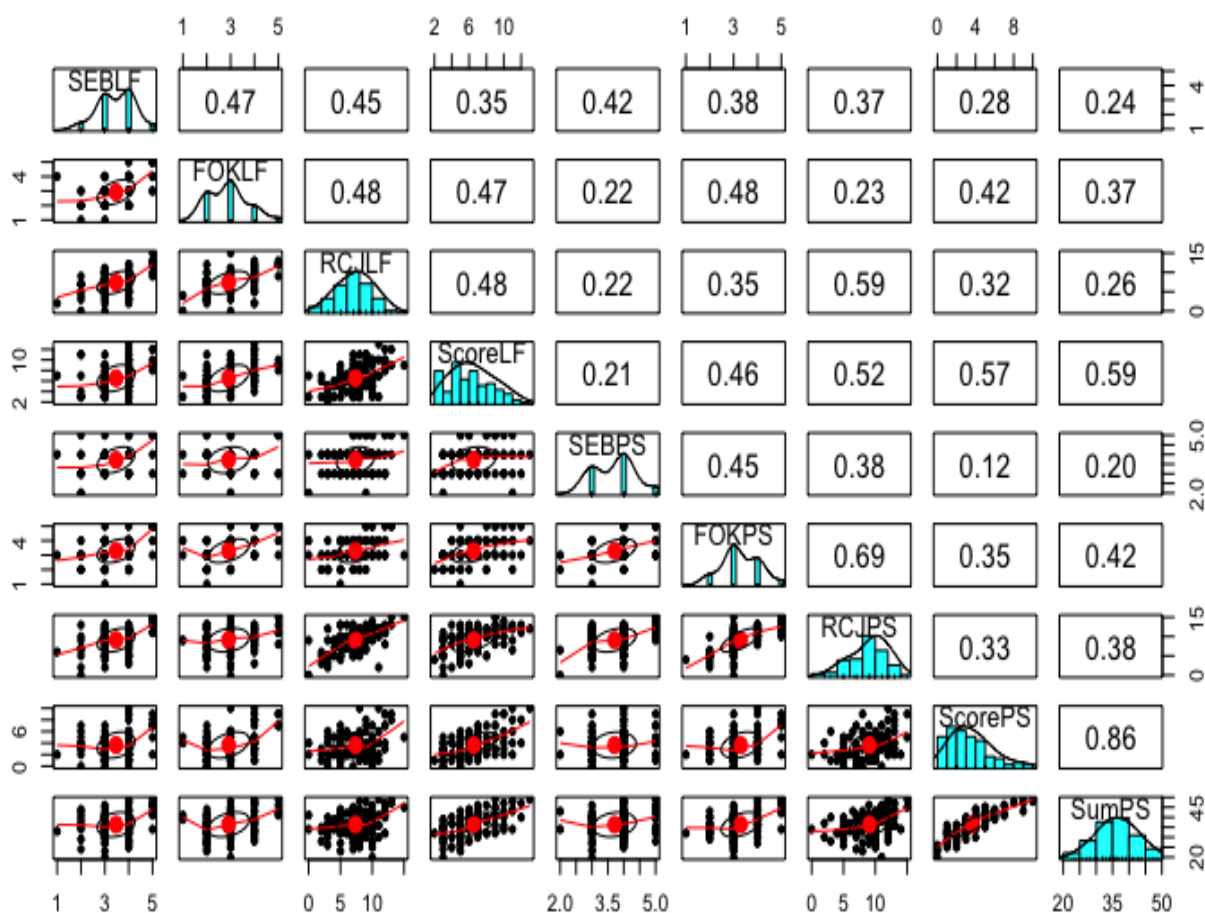 1 3 5 2 6 10 1 3 5 0 4 8
SEBLF 0.47 0.45 0.35 0.42 0.38 0.37 0.28 0.24 1 4
1 4 FOKLF 0.48 0.47 0.22 0.48 0.23 0.42 0.37
RCJLF 0.48 0.22 0.35 0.59 0.32 0.26 0 15
2 10 ScoreLF 0.21 0.46 0.52 0.57 0.59
SEBPS 0.45 0.38 0.12 0.20 2.0 5.0
1 4 FOKPS 0.69 0.35 0.42
RCJPS 0.33 0.38 0 15
0 6 ScorePS 0.86
SumPS 20 45
1 3 5 0 5 10 2.0 3.5 5.0 0 5 10 20 35 50